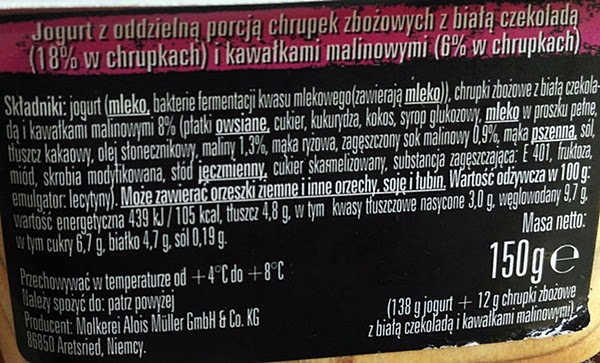 Jogurt z oddzielną porcją chrupek zbożowych z białą czekoladą
(18% w chrupkach) i kawałkami malinowymi (6% w chrupkach)
Składniki: jogurt (mleko, bakterie fermentacji kwasu mlekowego(zawierają mleko)), chrupki zbożowe z białą czekola-
dą i kawałkami malinowymi 8% (płatki owsiane, cukier, kukurydza, kokos, syrop glukozowy, mleko w proszku pełne,
tłuszcz kakaowy, olej słonecznikowy, maliny 1,3%, mąka ryżowa, zagęszczony sok malinowy 0,9%, mąka pszenna, sól,
miód, skrobia modyfikowana, słód jęczmienny, cukier skarmelizowany, substancja zagęszczająca: E 401, fruktoza,
emulgator: lecytyny). Może zawierać orzeszki ziemne i inne orzechy, soję i łubin. Wartość odżywcza w 100 g:
wartość energetyczna 439 kJ / 105 kcal, tłuszcz 4,8 g, w tym kwasy tłuszczowe nasycone 3,0 g, węglowodany 9,7 g,
w tym cukry 6,7 g, białko 4,7 g, sól 0,19 g.
Masa netto:
150g e
Przechowywać w temperaturze od +4°C do +8°C
Należy spożyć do: patrz powyżej
Producent: Molkerei Alois Müller GmbH & Co. KG
86850 Aretsried, Niemcy.
(138 g jogurt + 12 g chrupki zbożowe
z białą czekoladą i kawałkami malinowymi)